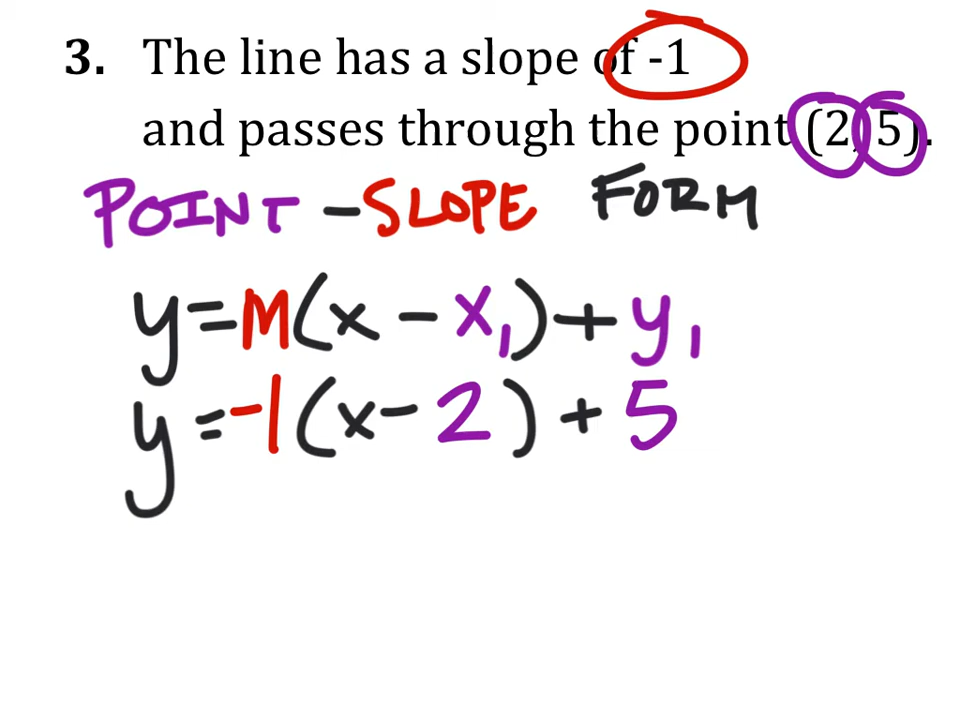 3. The line has a slope of -1
and passes through the point (2, 5).
POINT - SLOPE FORM
y = M(x - x₁) + y₁
y = -1(x - 2) + 5